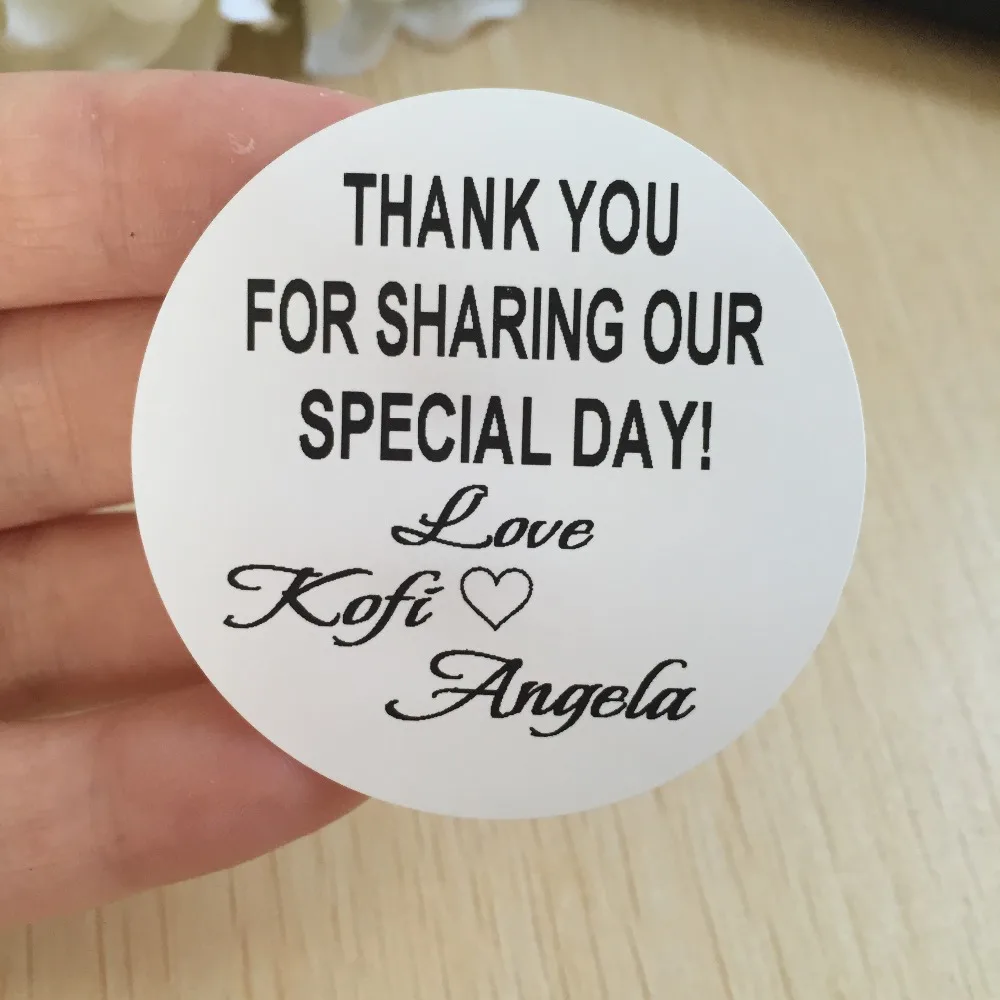 THANK YOU
FOR SHARING OUR
SPECIAL DAY!
Love
Kofi ♡
Angela